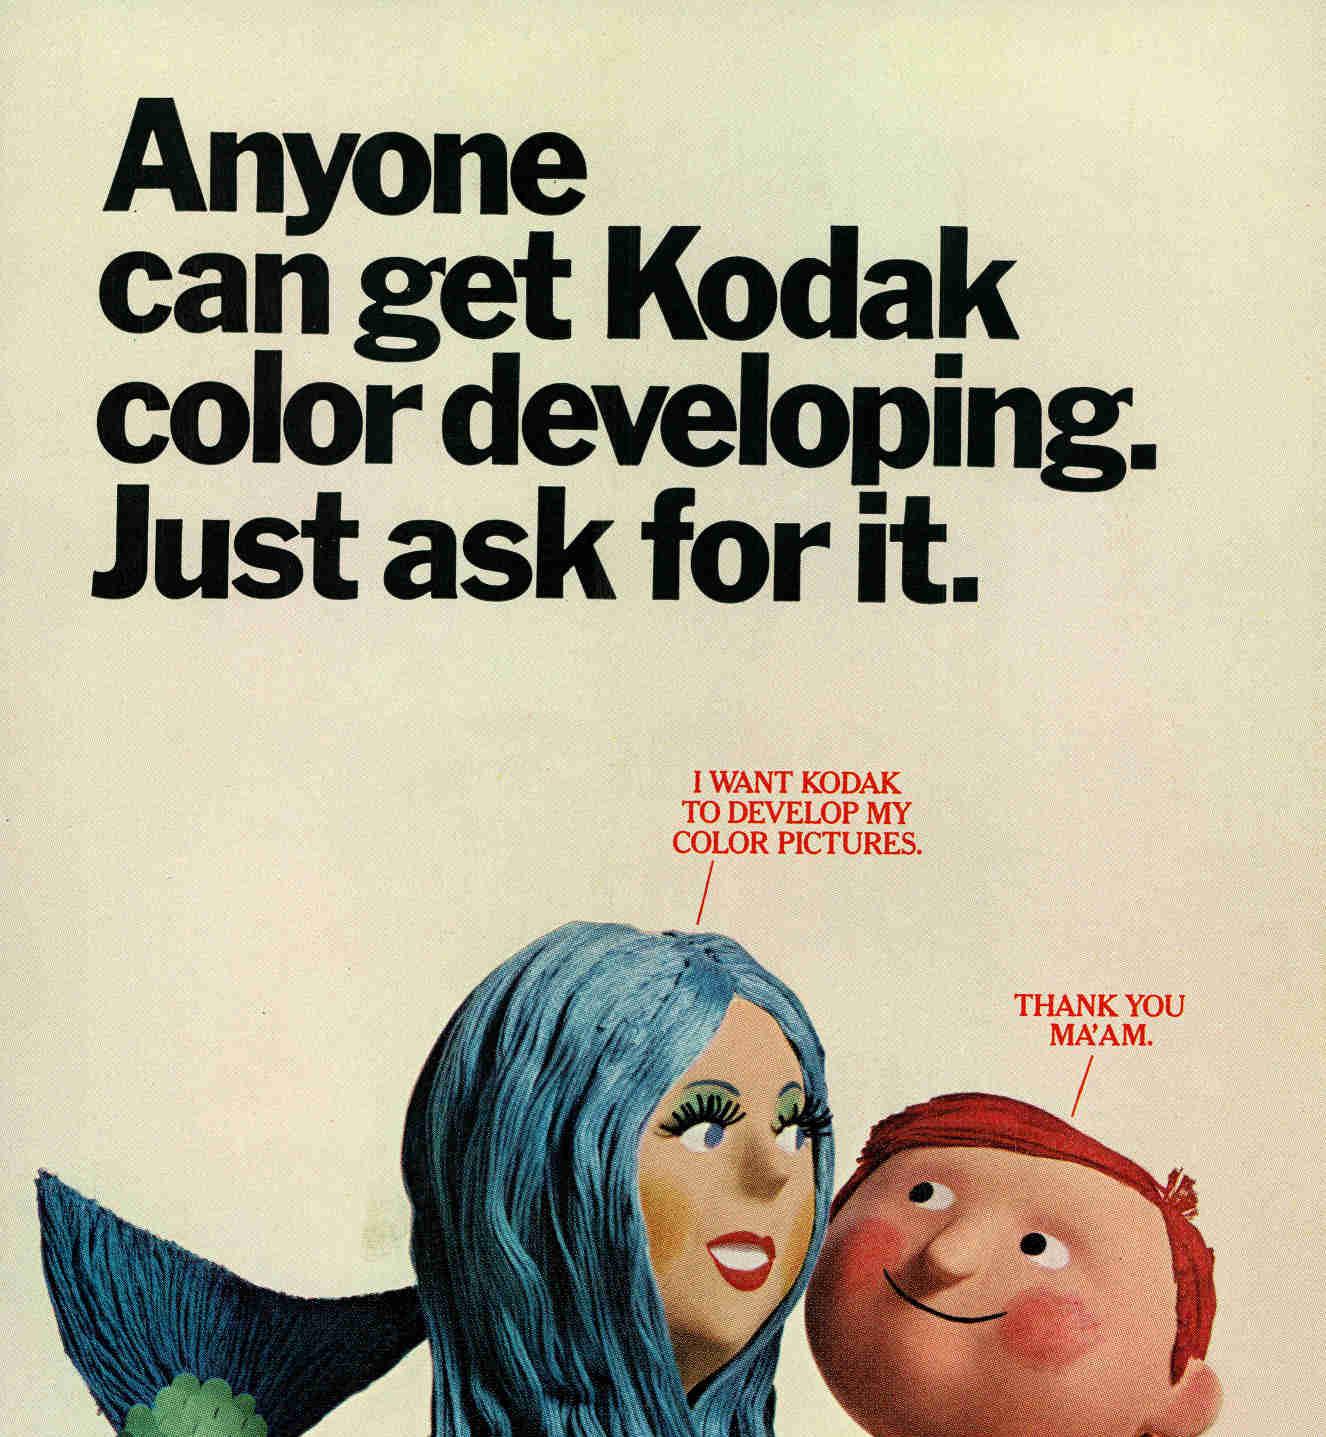 Anyone
can get Kodak
color developing.
Just ask for it.
I WANT KODAK
TO DEVELOP MY
COLOR PICTURES.
THANK YOU
MA'AM.